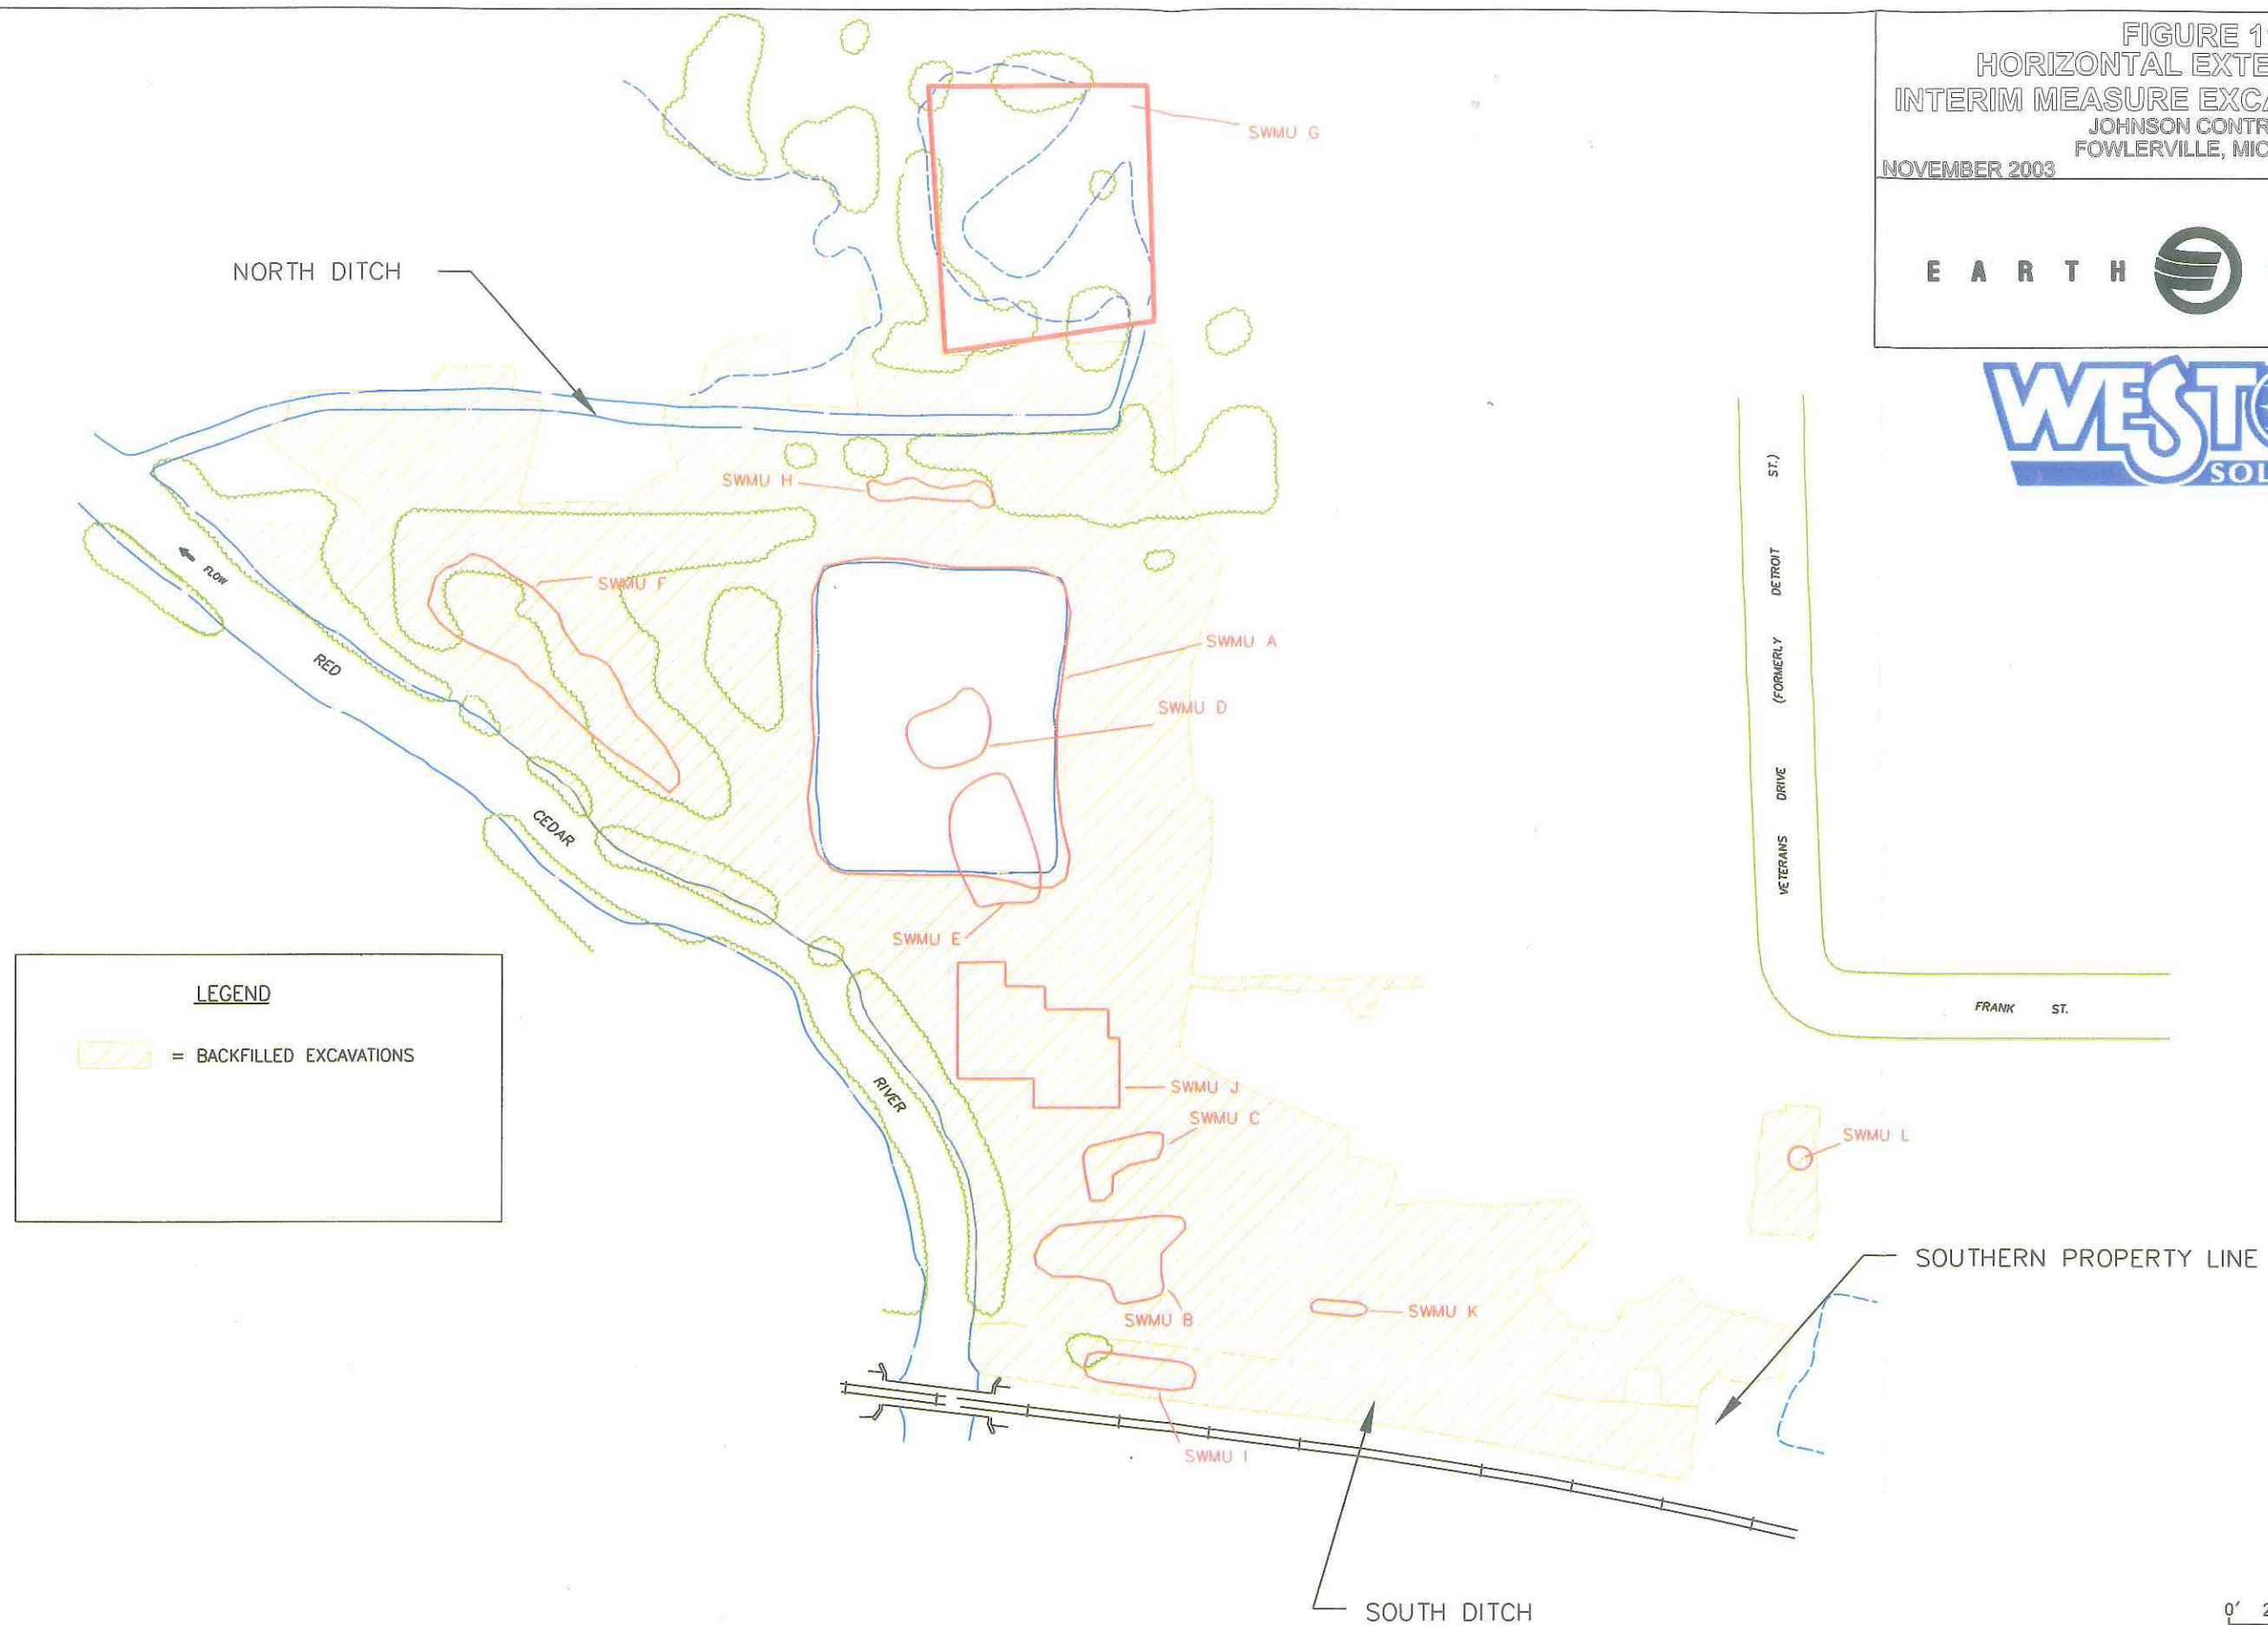 FIGURE 1
HORIZONTAL EXTE
INTERIM MEASURE EXCA
JOHNSON CONTR
FOWLERVILLE, MIC
NOVEMBER 2003
E A R T H
WESTO
SOL
SWMU G
NORTH DITCH
SWMU H
SWMU F
SWMU A
SWMU D
SWMU E
SWMU J
SWMU C
SWMU L
SWMU B
SWMU K
SWMU I
FLOW
RED
CEDAR
RIVER
VETERANS DRIVE (FORMERLY DETROIT ST.)
FRANK ST.
LEGEND
= BACKFILLED EXCAVATIONS
SOUTHERN PROPERTY LINE
SOUTH DITCH
0' 2